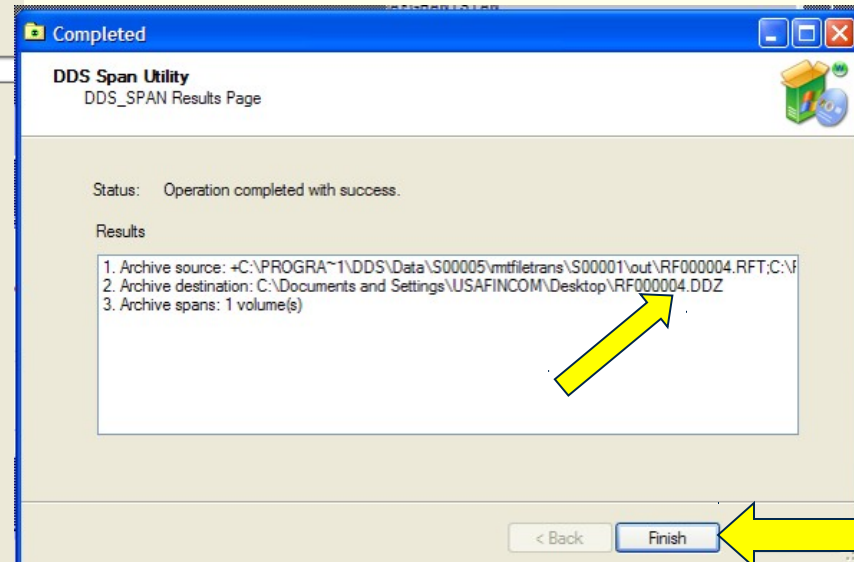 AFGHANISTAN
Completed
DDS Span Utility
DDS_SPAN Results Page
Status: Operation completed with success.
Results
1. Archive source: +C:\PROGRA~1\DDS\Data\S00005\mtfiletrans\S00001\out\RF000004.RFT;C:\F
2. Archive destination: C:\Documents and Settings\USAFINCOM\Desktop\RF000004.DDZ
3. Archive spans: 1 volume(s)
< Back Finish